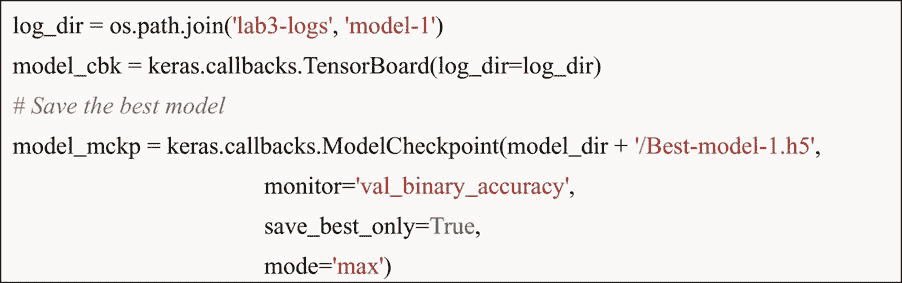 log_dir = os.path.join('lab3-logs', 'model-1')
model_cbk = keras.callbacks.TensorBoard(log_dir=log_dir)
# Save the best model
model_mckp = keras.callbacks.ModelCheckpoint(model_dir + '/Best-model-1.h5',
monitor='val_binary_accuracy',
save_best_only=True,
mode='max')